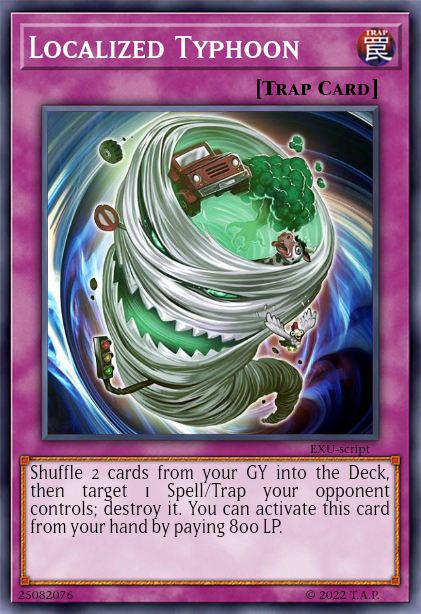 Localized Typhoon
TRAP
罠
[Trap Card]
EXU-script
Shuffle 2 cards from your GY into the Deck,
then target 1 Spell/Trap your opponent
controls; destroy it. You can activate this card
from your hand by paying 800 LP.
25082076
© 2022 T.A.P.